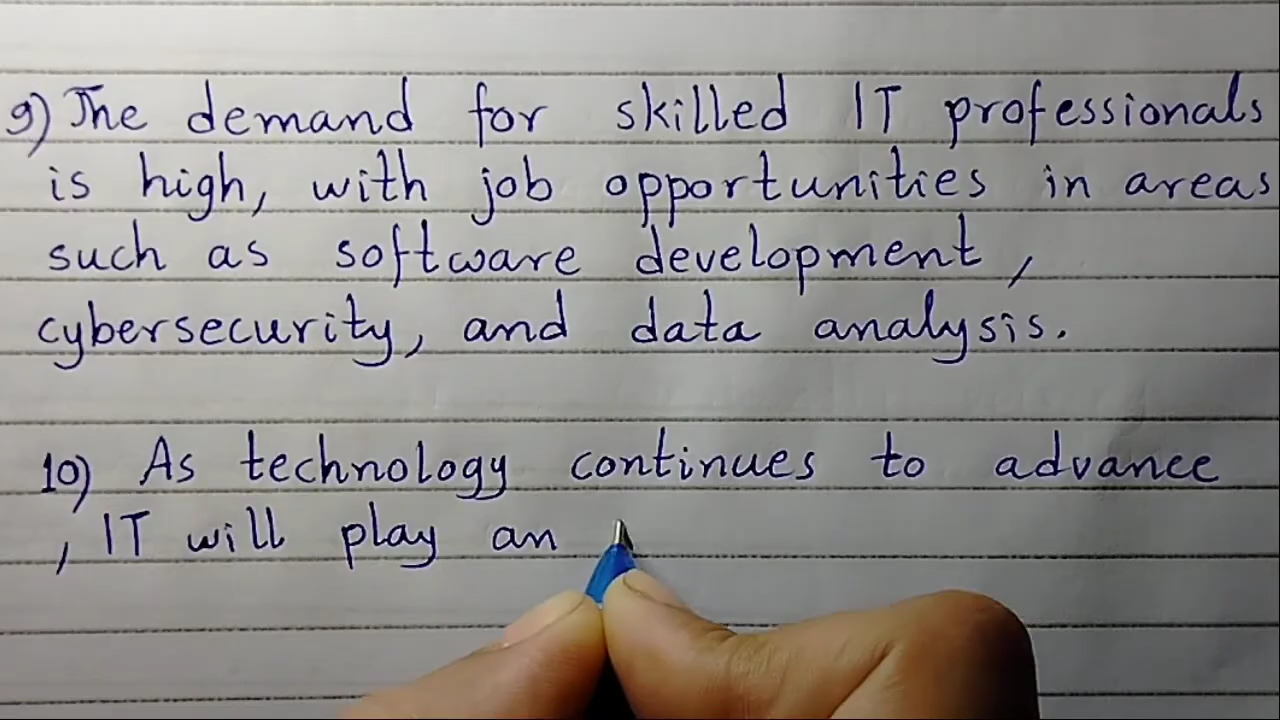 9) The demand for skilled IT professionals
is high, with job opportunities in areas
such as software development,
cybersecurity, and data analysis.
10) As technology continues to advance
, IT will play an